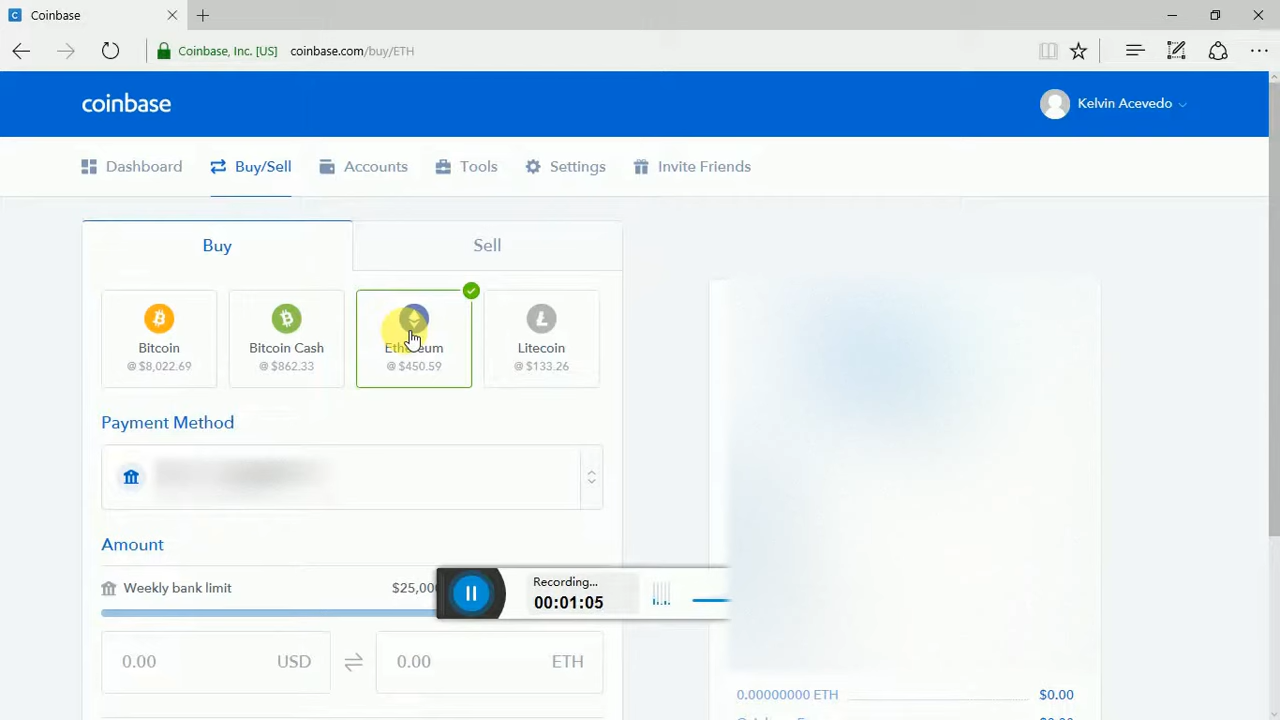 Coinbase
Coinbase, Inc. [US] coinbase.com/buy/ETH
coinbase
Kelvin Acevedo
Dashboard Buy/Sell Accounts Tools Settings Invite Friends
Buy Sell
Bitcoin Bitcoin Cash Ethereum Litecoin
@ $8,022.69 @ $862.33 @ $450.59 @ $133.26
Payment Method
Amount
Weekly bank limit $25,00
Recording...
00:01:05
0.00 USD 0.00 ETH
0.00000000 ETH $0.00